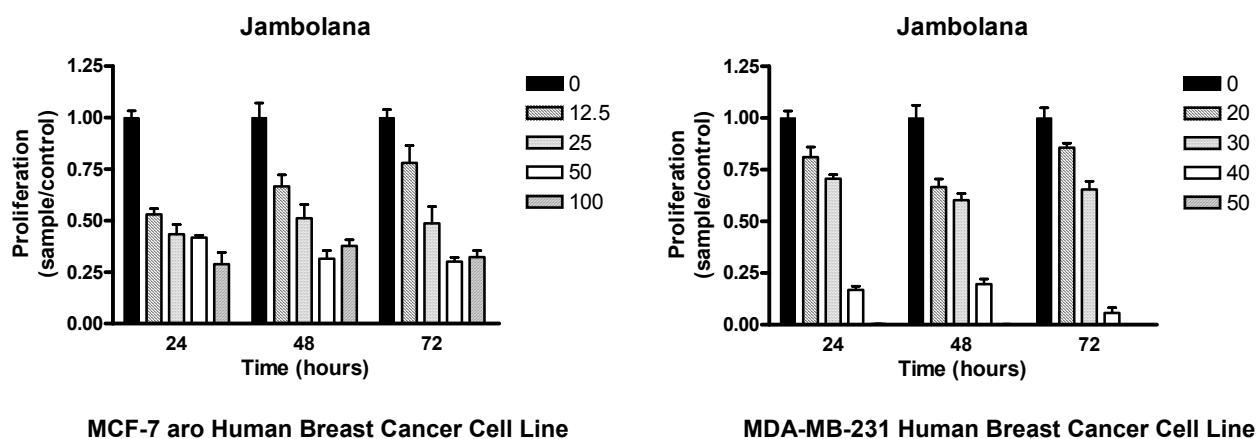 Jambolana
1.25
1.00
0.75
0.50
0.25
0.00
Proliferation
(sample/control)
24 48 72
Time (hours)
0
12.5
25
50
100
MCF-7 aro Human Breast Cancer Cell Line
Jambolana
1.25
1.00
0.75
0.50
0.25
0.00
Proliferation
(sample/control)
24 48 72
Time (hours)
0
20
30
40
50
MDA-MB-231 Human Breast Cancer Cell Line